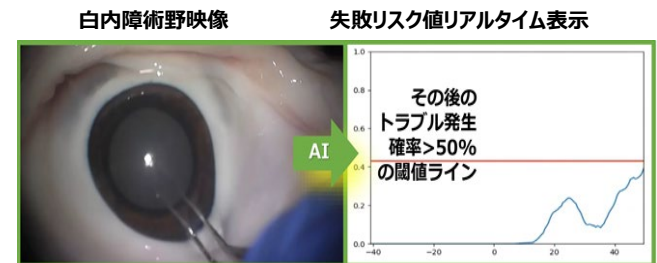 白内障術野映像
失敗リスク値リアルタイム表示
AI
1.0
0.8
0.6
0.4
0.2
0.0
その後の
トラブル発生
確率>50%
の閾値ライン
-40
-20
0
20
40